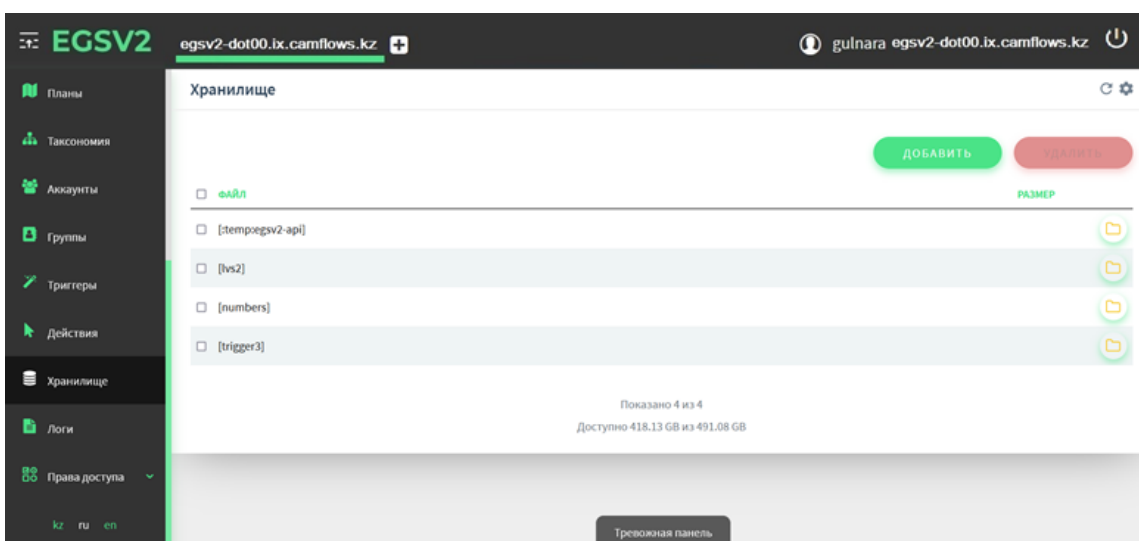 EGSV2
egsv2-dot00.ix.camflows.kz
gulnara egsv2-dot00.ix.camflows.kz
Планы
Таксономия
Аккаунты
Группы
Триггеры
Действия
Хранилище
Логи
Права доступа
kz ru en
Хранилище
ДОБАВИТЬ УДАЛИТЬ
ФАЙЛ РАЗМЕР
[:temp:egsv2-api]
[lvs2]
[numbers]
[trigger3]
Показано 4 из 4
Доступно 418.13 GB из 491.08 GB
Тревожная панель